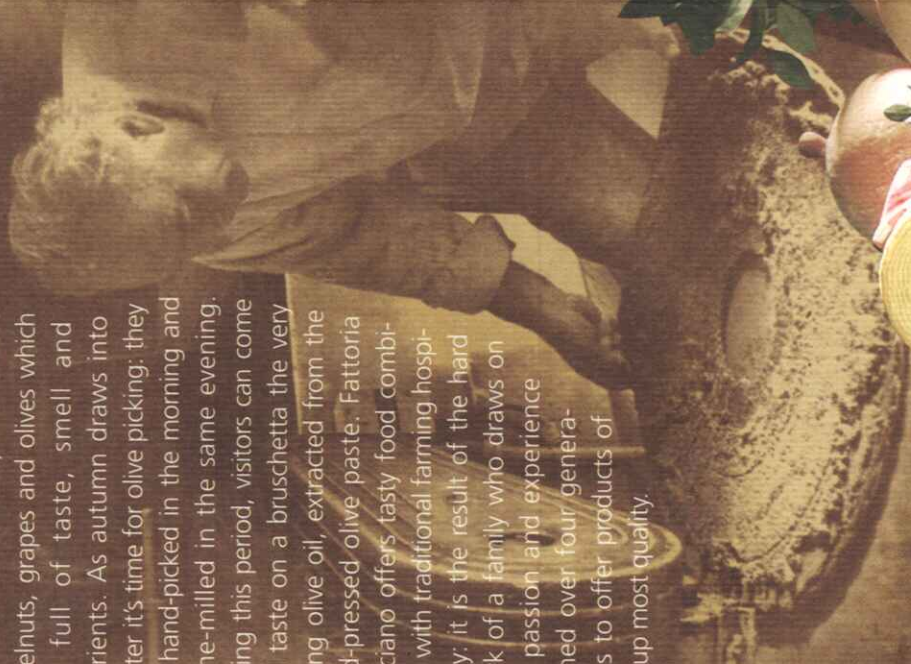 elnuts, grapes and olives which
full of taste, smell and
rients. As autumn draws into
ter it's time for olive picking: they
hand-picked in the morning and
ne-milled in the same evening.
ing this period, visitors can come
taste on a bruschetta the very
ng olive oil, extracted from the
d-pressed olive paste. Fattoria
ciano offers tasty food combi-
with traditional farming hospi-
y: it is the result of the hard
k of a family who draws on
passion and experience
ned over four genera-
s to offer products of
up most quality.